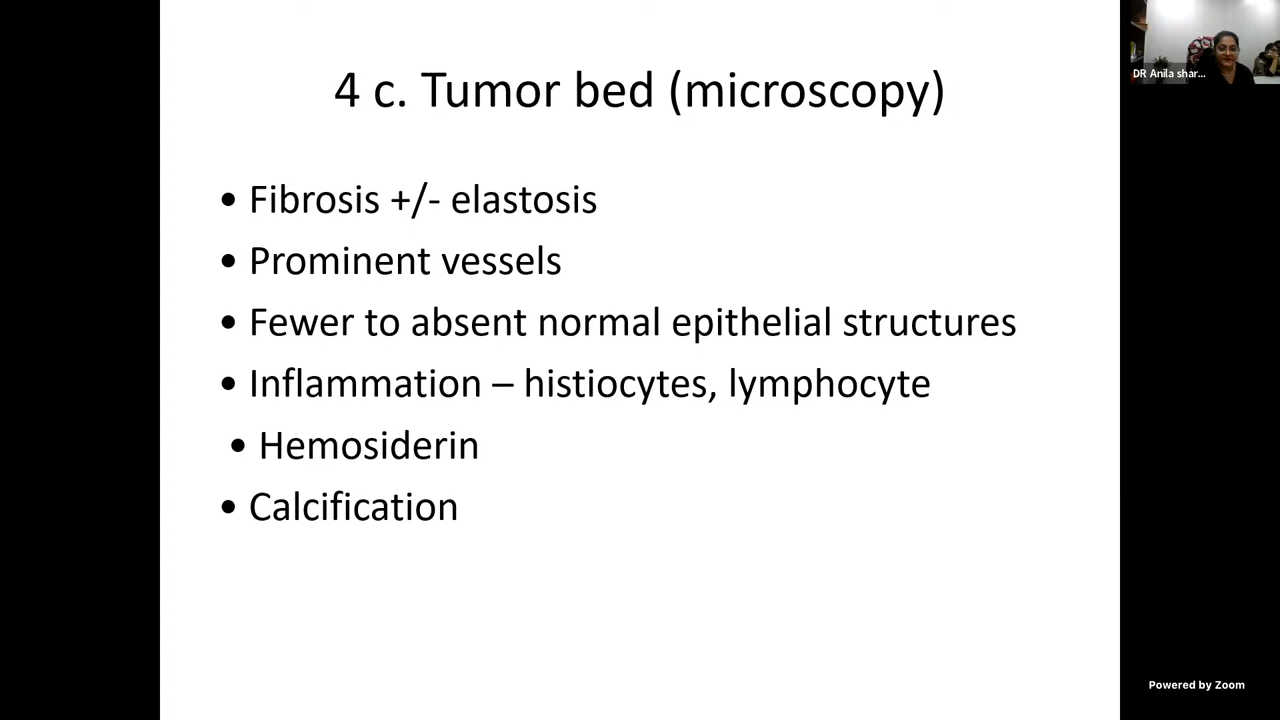 4 c. Tumor bed (microscopy)
• Fibrosis +/- elastosis
• Prominent vessels
• Fewer to absent normal epithelial structures
• Inflammation – histiocytes, lymphocyte
• Hemosiderin
• Calcification
DR Anila shar...
Powered by Zoom